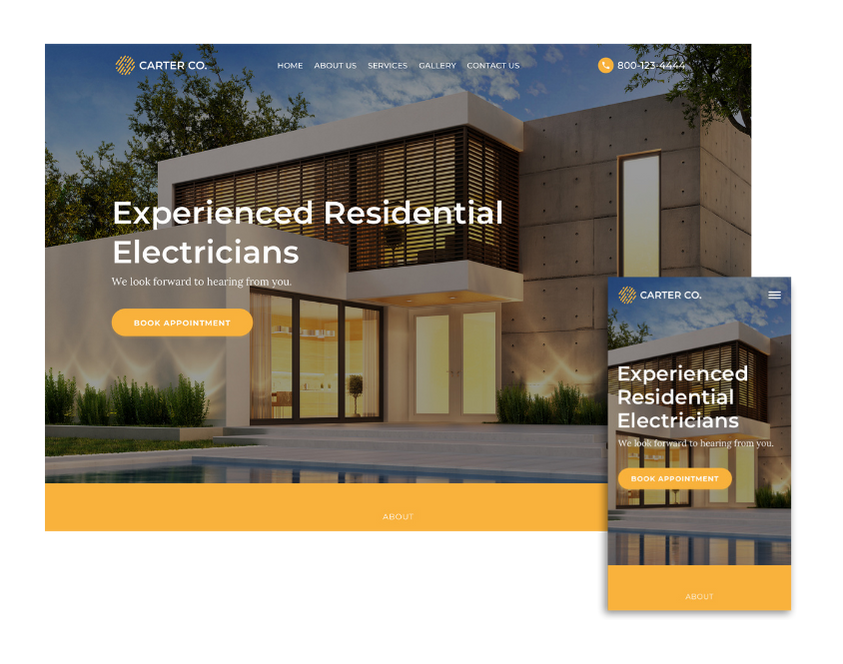 CARTER CO.
HOME ABOUT US SERVICES GALLERY CONTACT US
800-123-4444
Experienced Residential
Electricians
We look forward to hearing from you.
BOOK APPOINTMENT
ABOUT
CARTER CO.
Experienced
Residential
Electricians
We look forward to hearing from you.
BOOK APPOINTMENT
ABOUT